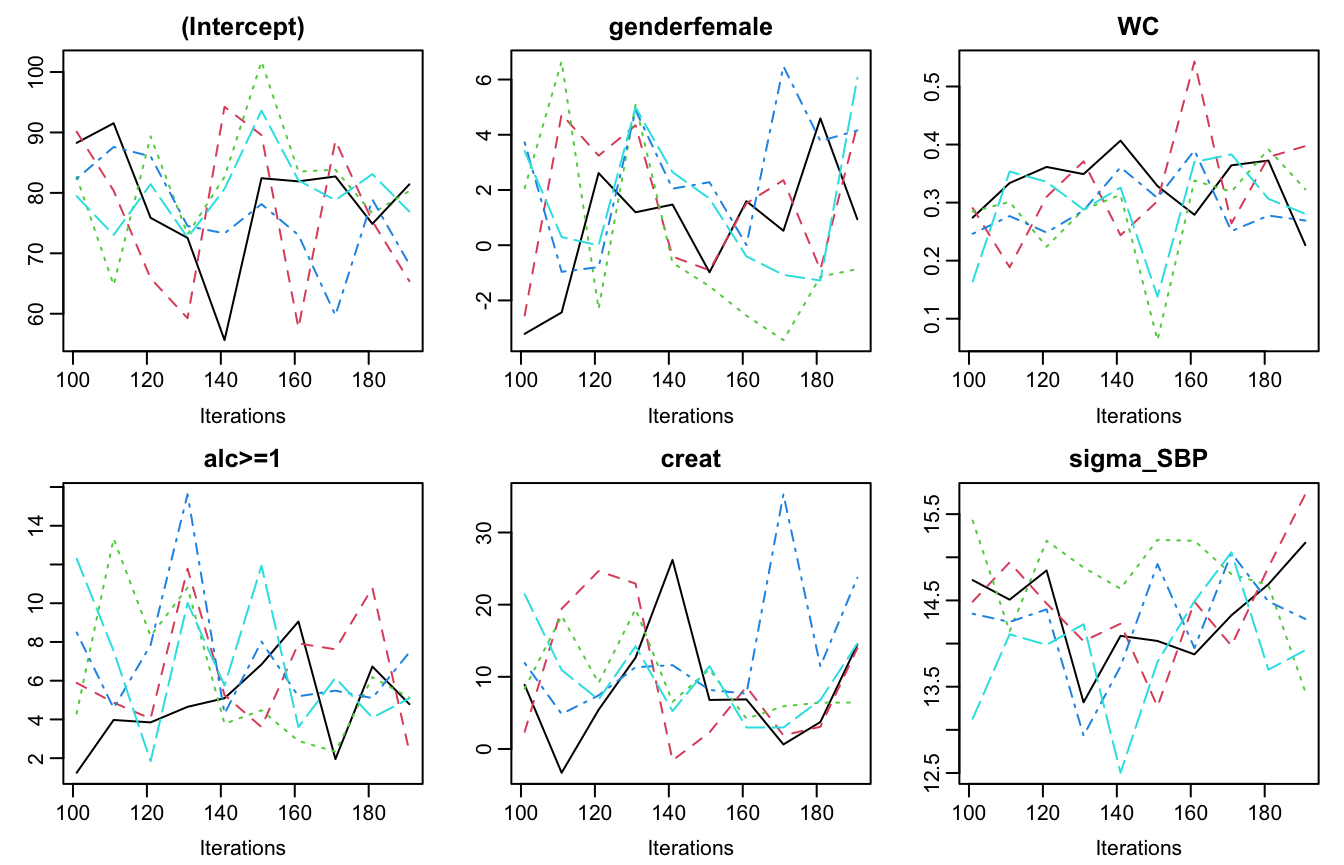 (Intercept)
100
90
80
70
60
100 120 140 160 180
Iterations
genderfemale
6
4
2
0
-2
100 120 140 160 180
Iterations
WC
0.5
0.4
0.3
0.2
0.1
100 120 140 160 180
Iterations
alc>=1
14
10
8
6
4
2
100 120 140 160 180
Iterations
creat
30
20
10
0
100 120 140 160 180
Iterations
sigma_SBP
15.5
14.5
13.5
12.5
100 120 140 160 180
Iterations